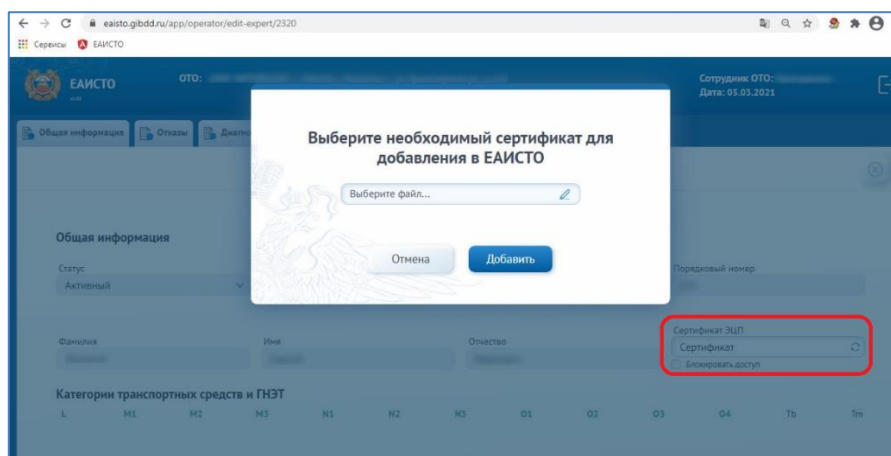 eaisto.gibdd.ru/app/operator/edit-expert/2320
Сервисы ЕАИСТО
ЕАИСТО
ОТО:
Сотрудник ОТО:
Дата: 05.03.2021
Общая информация Отказы
Выберите необходимый сертификат для
добавления в ЕАИСТО
Выберите файл...
Отмена Добавить
Общая информация
Статус
Порядковый номер
Активный
Фамилия Имя Отчество Сертификат ЭЦП
Сертификат
Блокировать доступ
Категории транспортных средств и ГНЭТ
L M1 M2 M3 N1 N2 N3 O1 O2 O3 O4 Tb Tm